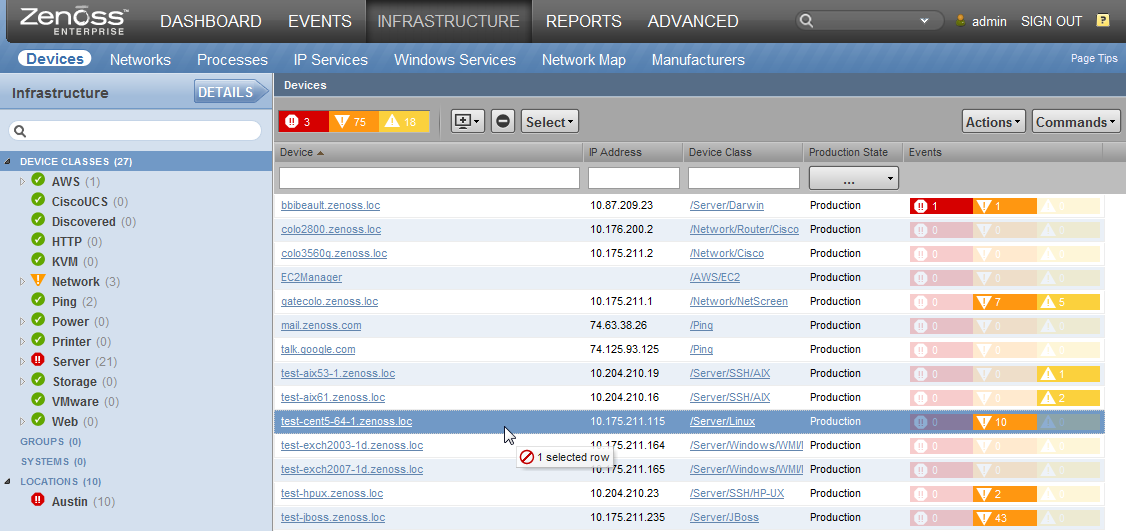 Zenoss™ ENTERPRISE DASHBOARD EVENTS INFRASTRUCTURE REPORTS ADVANCED admin SIGN OUT ?
Devices Networks Processes IP Services Windows Services Network Map Manufacturers Page Tips
Infrastructure DETAILS
Devices
3 75 18 Select Actions Commands
DEVICE CLASSES (27)
AWS (1)
CiscoUCS (0)
Discovered (0)
HTTP (0)
KVM (0)
Network (3)
Ping (2)
Power (0)
Printer (0)
Server (21)
Storage (0)
VMware (0)
Web (0)
GROUPS (0)
SYSTEMS (0)
LOCATIONS (10)
Austin (10)
Device IP Address Device Class Production State Events
...
bbibeault.zenoss.loc 10.87.209.23 /Server/Darwin Production 1 1 0
colo2800.zenoss.loc 10.176.200.2 /Network/Router/Cisco Production 0 0 0
colo3560g.zenoss.loc 10.175.211.2 /Network/Cisco Production 0 0 0
EC2Manager /AWS/EC2 Production 0 0 0
gatecolo.zenoss.loc 10.175.211.1 /Network/NetScreen Production 0 7 5
mail.zenoss.com 74.63.38.26 /Ping Production 0 0 0
talk.google.com 74.125.93.125 /Ping Production 0 0 0
test-aix53-1.zenoss.loc 10.204.210.19 /Server/SSH/AIX Production 0 0 1
test-aix61.zenoss.loc 10.204.210.16 /Server/SSH/AIX Production 0 0 2
test-cent5-64-1.zenoss.loc 10.175.211.115 /Server/Linux Production 0 10 0
test-exch2003-1d.zenoss.loc 10.175.211.164 /Server/Windows/WMI/ Production 0 0 0
1 selected row
test-exch2007-1d.zenoss.loc 10.175.211.165 /Server/Windows/WMI/ Production 0 0 0
test-hpux.zenoss.loc 10.204.210.23 /Server/SSH/HP-UX Production 0 2 0
test-jboss.zenoss.loc 10.175.211.235 /Server/JBoss Production 0 43 0